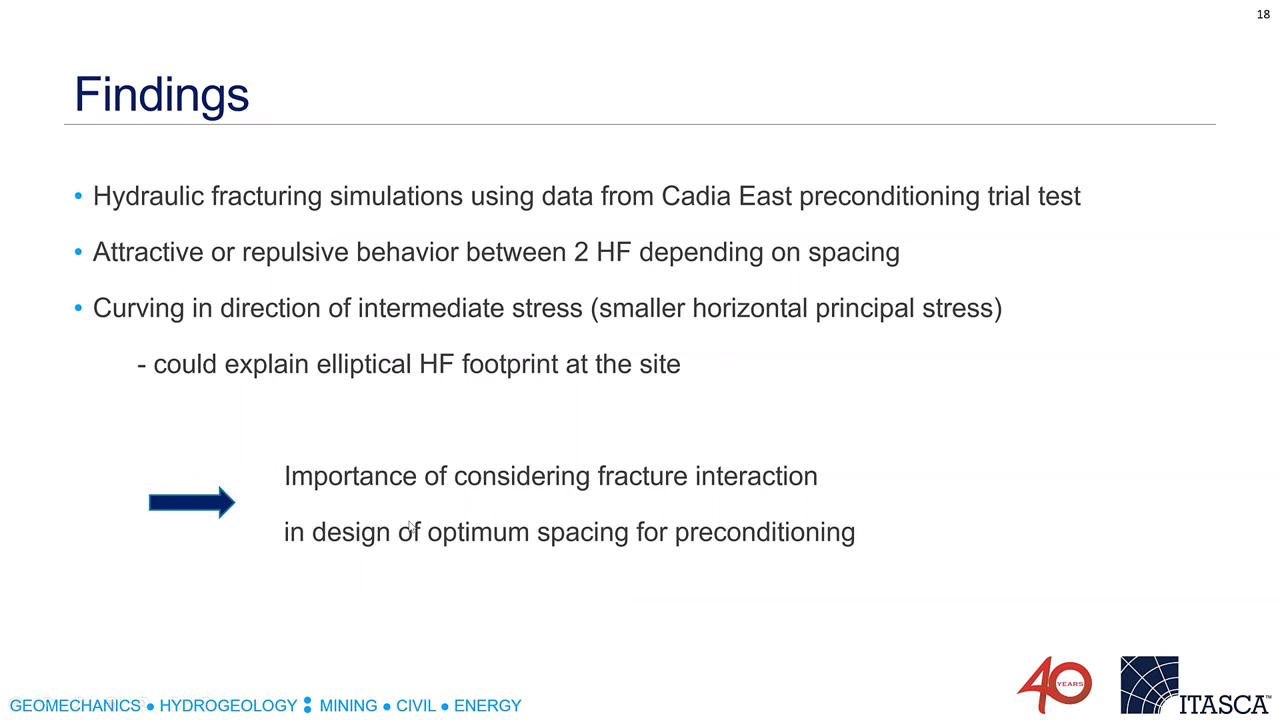 18
Findings
• Hydraulic fracturing simulations using data from Cadia East preconditioning trial test
• Attractive or repulsive behavior between 2 HF depending on spacing
• Curving in direction of intermediate stress (smaller horizontal principal stress)
- could explain elliptical HF footprint at the site
Importance of considering fracture interaction
in design of optimum spacing for preconditioning
40 YEARS
ITASCA™
GEOMECHANICS ● HYDROGEOLOGY : MINING ● CIVIL ● ENERGY